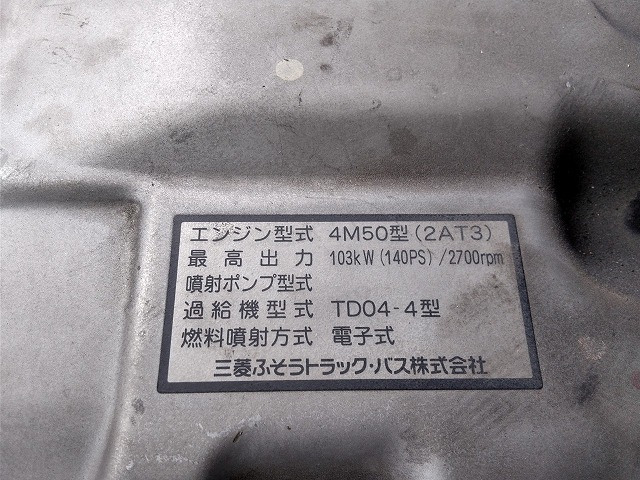 エンジン型式 4M50型(2AT3)
最高出力 103kW(140PS)/2700rpm
噴射ポンプ型式
過給機型式 TD04-4型
燃料噴射方式 電子式
三菱ふそうトラック・バス株式会社